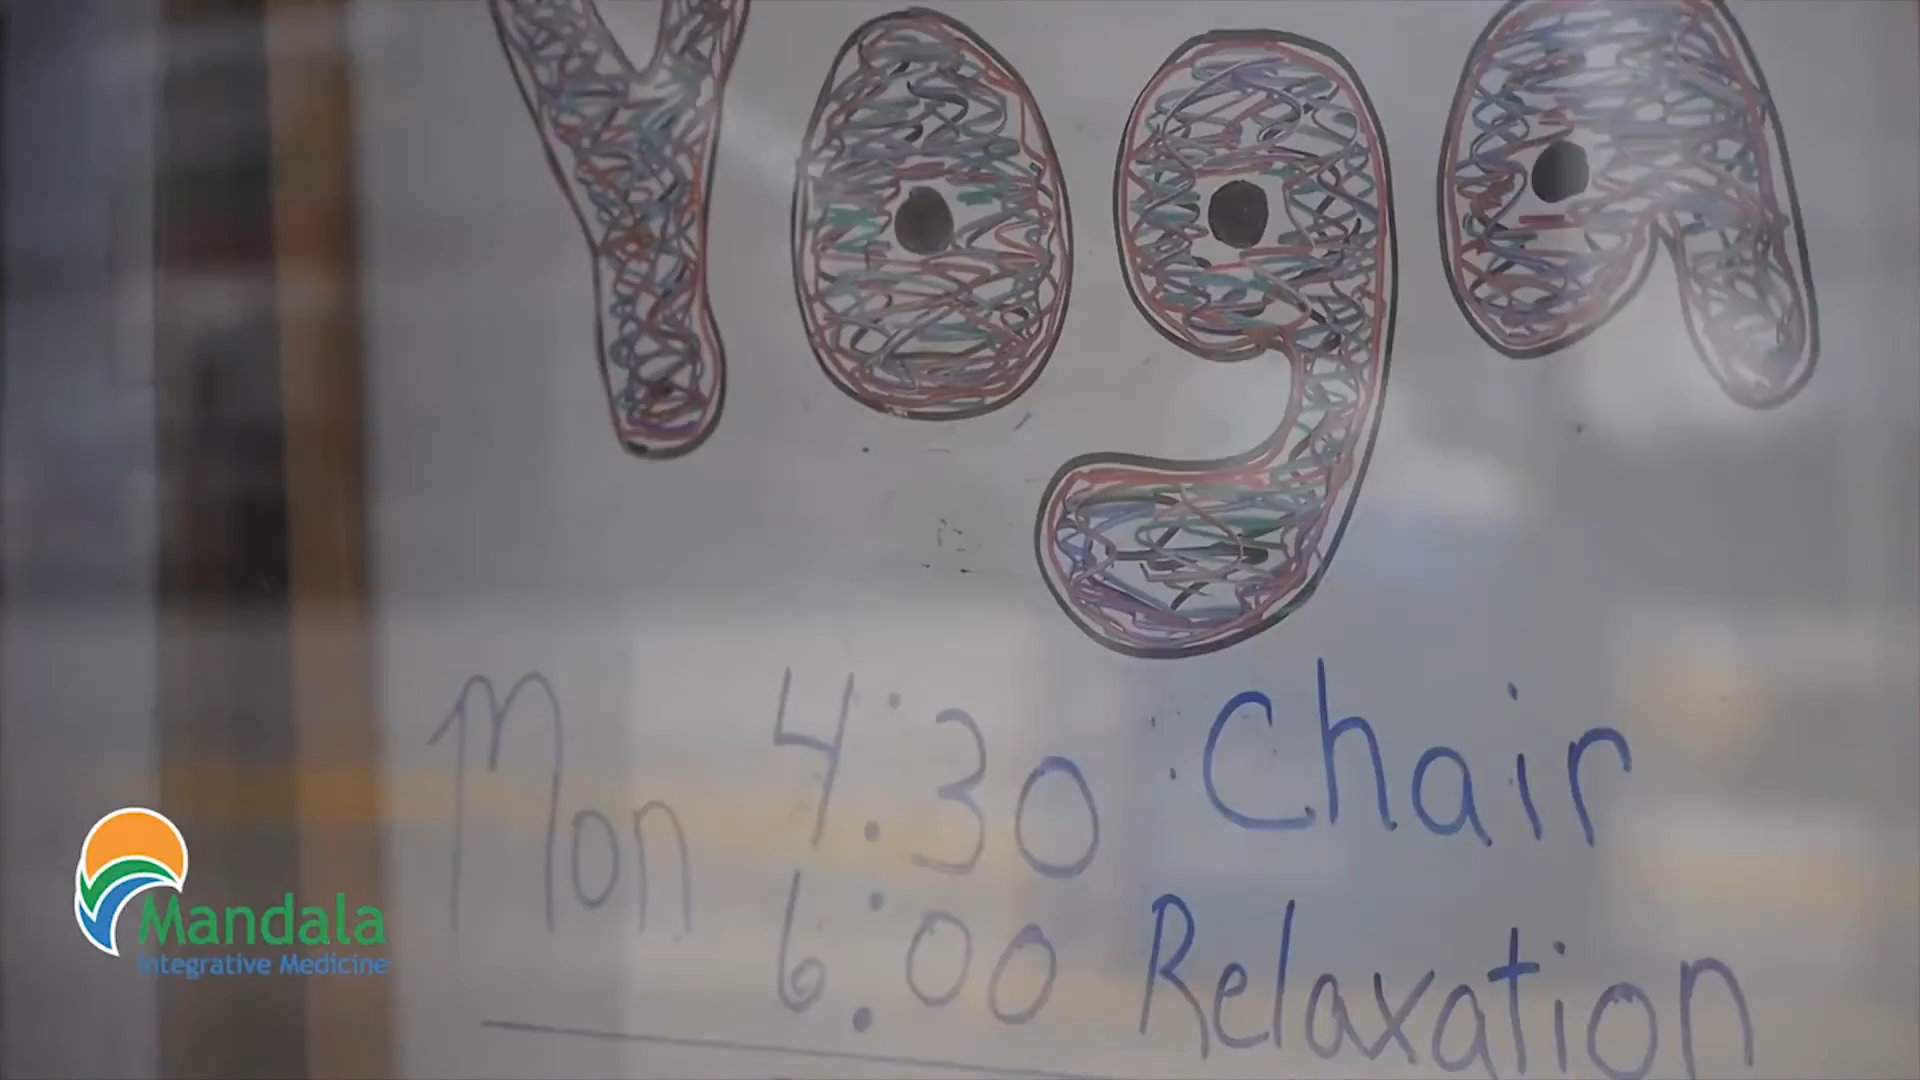 Yoga
Mon 4:30 Chair
6:00 Relaxation
Mandala
Integrative Medicine